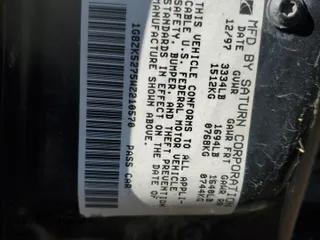 MFD BY SATURN CORPORATION
12/97 GVWR GAWR FRT GAWR RR
3334LB 1694LB 1640LB
1512KG 0768KG 0744KG
THIS VEHICLE CONFORMS TO ALL APPLI-
CABLE U.S. FEDERAL MOTOR VEHICLE
SAFETY, BUMPER, AND THEFT PREVENTION
STANDARDS IN EFFECT ON THE DATE OF
MANUFACTURE SHOWN ABOVE.
1G8ZK5275WZ210570 PASS CAR